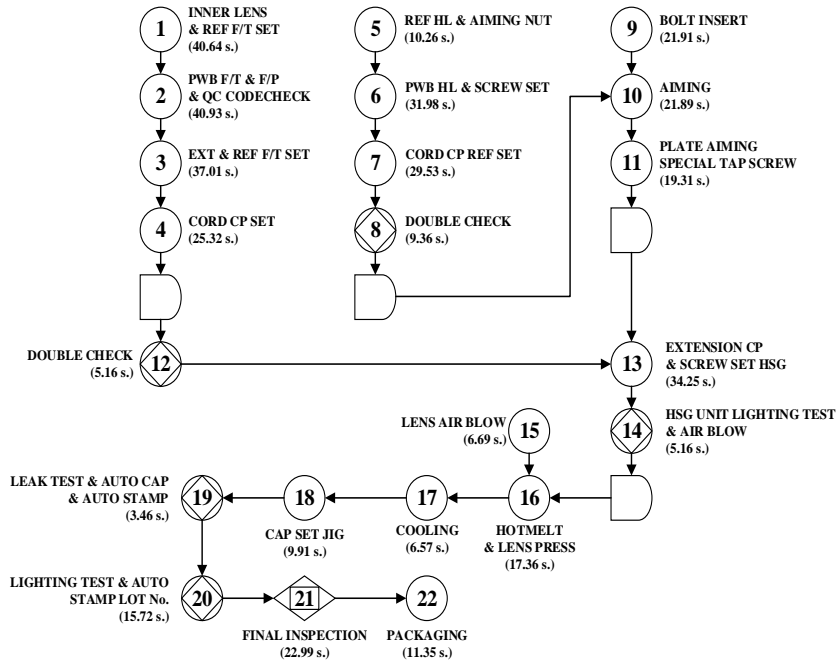 1
INNER LENS
& REF F/T SET
(40.64 s.)
2
PWB F/T & F/P
& QC CODECHECK
(40.93 s.)
3
EXT & REF F/T SET
(37.01 s.)
4
CORD CP SET
(25.32 s.)
5
REF HL & AIMING NUT
(10.26 s.)
6
PWB HL & SCREW SET
(31.98 s.)
7
CORD CP REF SET
(29.53 s.)
8
DOUBLE CHECK
(9.36 s.)
9
BOLT INSERT
(21.91 s.)
10
AIMING
(21.89 s.)
11
PLATE AIMING
SPECIAL TAP SCREW
(19.31 s.)
DOUBLE CHECK
(5.16 s.)
12
13
EXTENSION CP
& SCREW SET HSG
(34.25 s.)
14
HSG UNIT LIGHTING TEST
& AIR BLOW
(5.16 s.)
LENS AIR BLOW
(6.69 s.)
15
16
HOTMELT
& LENS PRESS
(17.36 s.)
17
COOLING
(6.57 s.)
18
CAP SET JIG
(9.91 s.)
LEAK TEST & AUTO CAP
& AUTO STAMP
(3.46 s.)
19
LIGHTING TEST & AUTO
STAMP LOT No.
(15.72 s.)
20
21
FINAL INSPECTION
(22.99 s.)
22
PACKAGING
(11.35 s.)